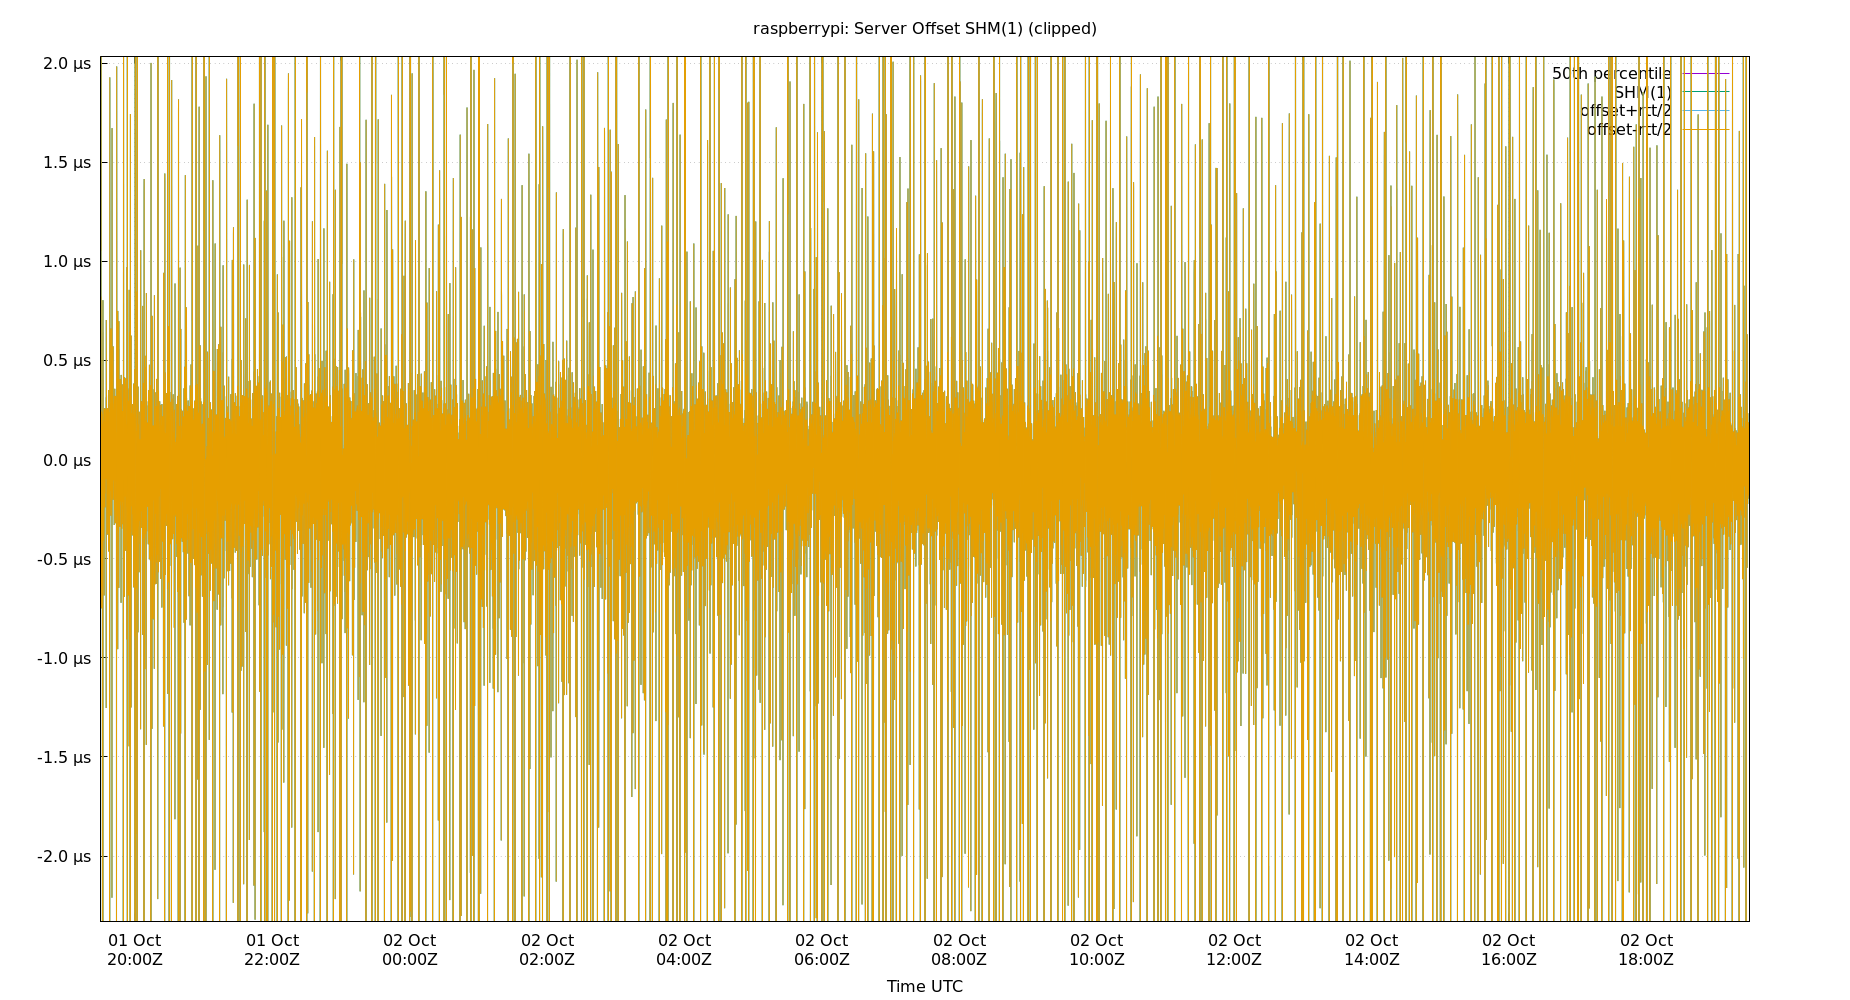 raspberrypi: Server Offset SHM(1) (clipped)
2.0 µs
1.5 µs
1.0 µs
0.5 µs
0.0 µs
-0.5 µs
-1.0 µs
-1.5 µs
-2.0 µs
50th percentile
SHM(1)
offset+rtt/2
offset-rtt/2
01 Oct 01 Oct 02 Oct 02 Oct 02 Oct 02 Oct 02 Oct 02 Oct 02 Oct 02 Oct 02 Oct 02 Oct
20:00Z 22:00Z 00:00Z 02:00Z 04:00Z 06:00Z 08:00Z 10:00Z 12:00Z 14:00Z 16:00Z 18:00Z
Time UTC